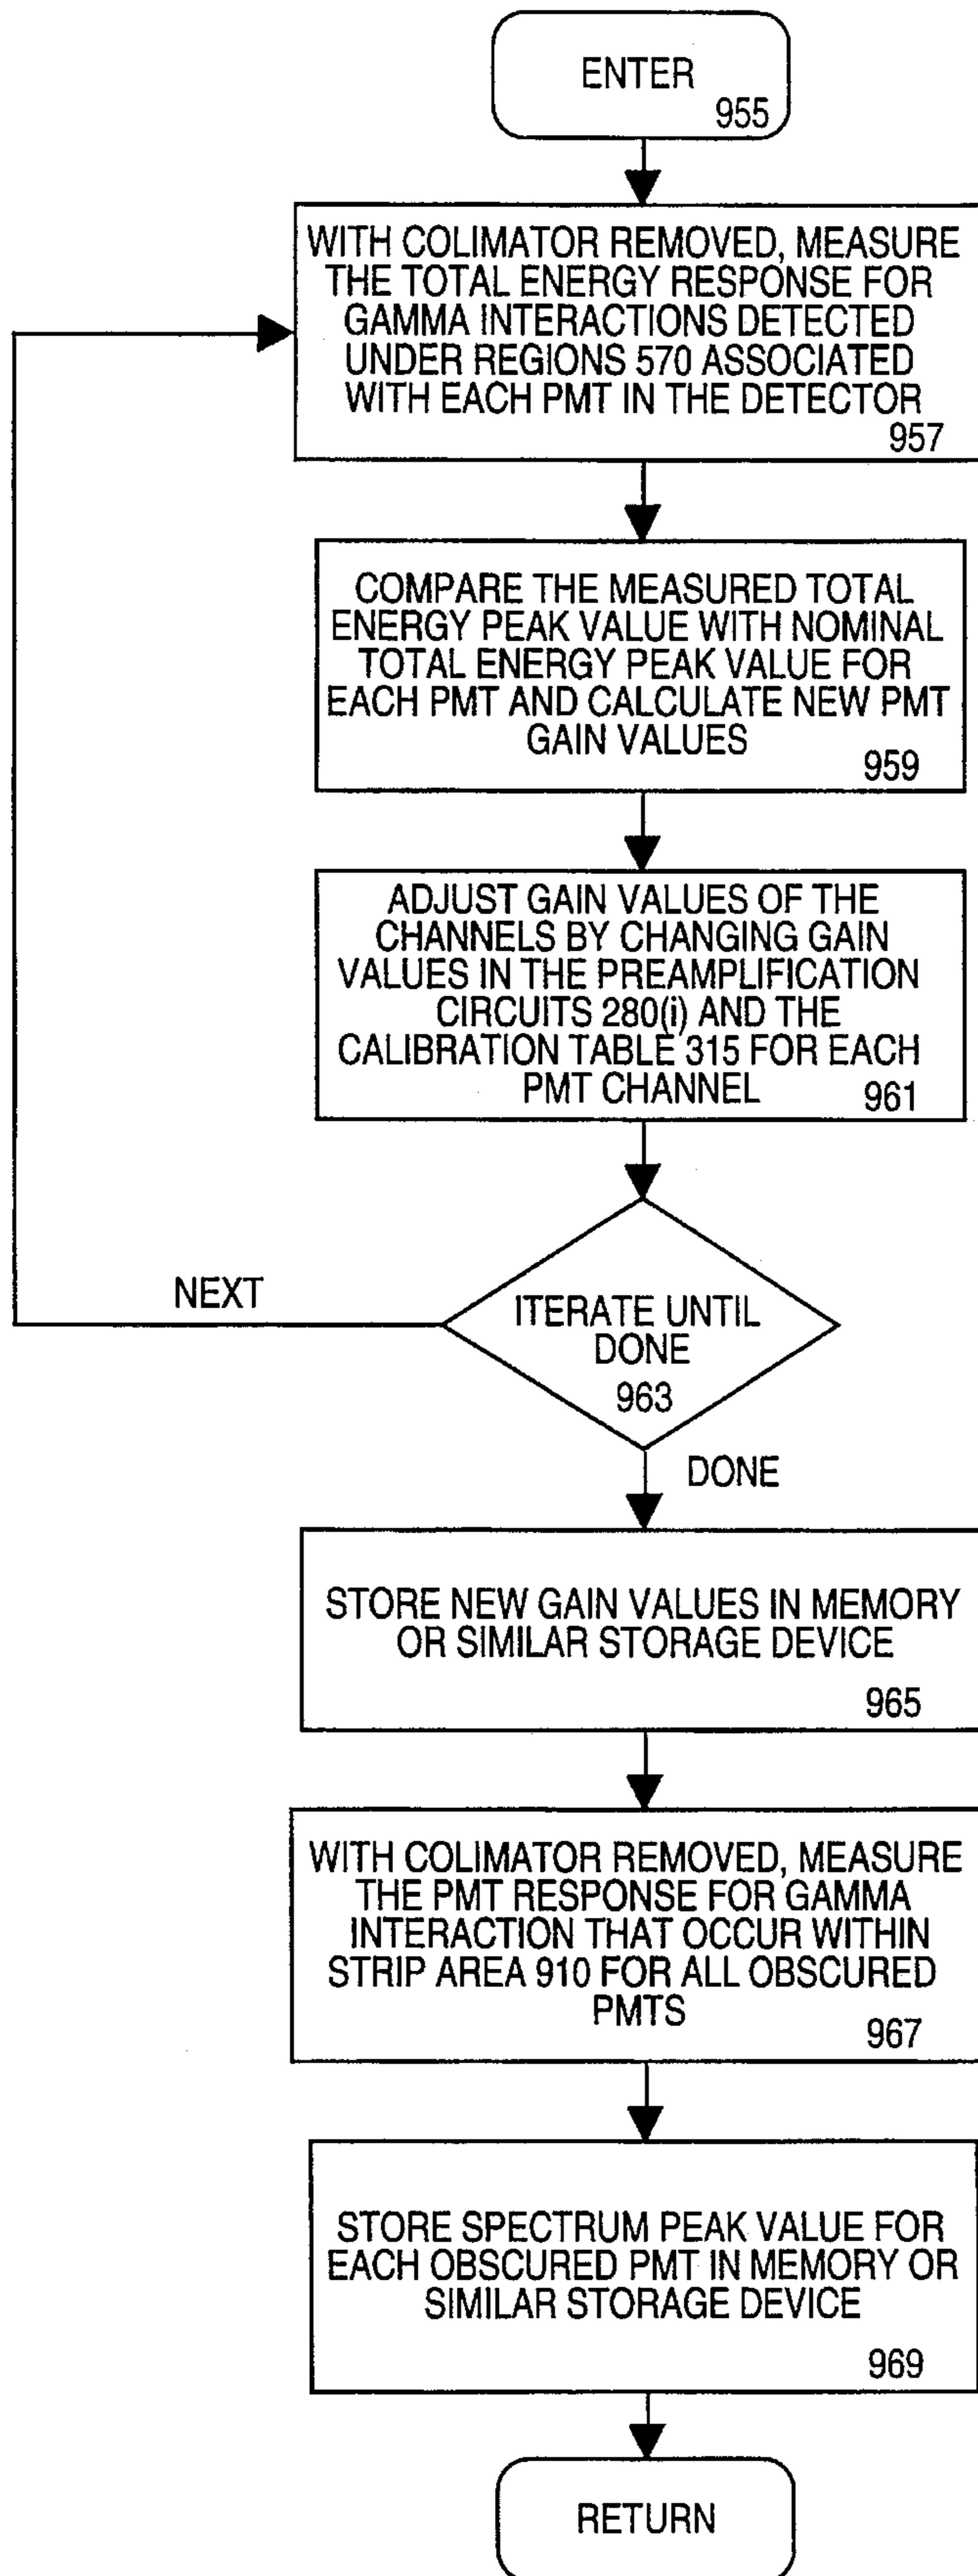 ENTER
955
WITH COLIMATOR REMOVED, MEASURE
THE TOTAL ENERGY RESPONSE FOR
GAMMA INTERACTIONS DETECTED
UNDER REGIONS 570 ASSOCIATED
WITH EACH PMT IN THE DETECTOR
957
COMPARE THE MEASURED TOTAL
ENERGY PEAK VALUE WITH NOMINAL
TOTAL ENERGY PEAK VALUE FOR
EACH PMT AND CALCULATE NEW PMT
GAIN VALUES
959
ADJUST GAIN VALUES OF THE
CHANNELS BY CHANGING GAIN
VALUES IN THE PREAMPLIFICATION
CIRCUITS 280(i) AND THE
CALIBRATION TABLE 315 FOR EACH
PMT CHANNEL
961
NEXT
ITERATE UNTIL
DONE
963
DONE
STORE NEW GAIN VALUES IN MEMORY
OR SIMILAR STORAGE DEVICE
965
WITH COLIMATOR REMOVED, MEASURE
THE PMT RESPONSE FOR GAMMA
INTERACTION THAT OCCUR WITHIN
STRIP AREA 910 FOR ALL OBSCURED
PMTS
967
STORE SPECTRUM PEAK VALUE FOR
EACH OBSCURED PMT IN MEMORY OR
SIMILAR STORAGE DEVICE
969
RETURN